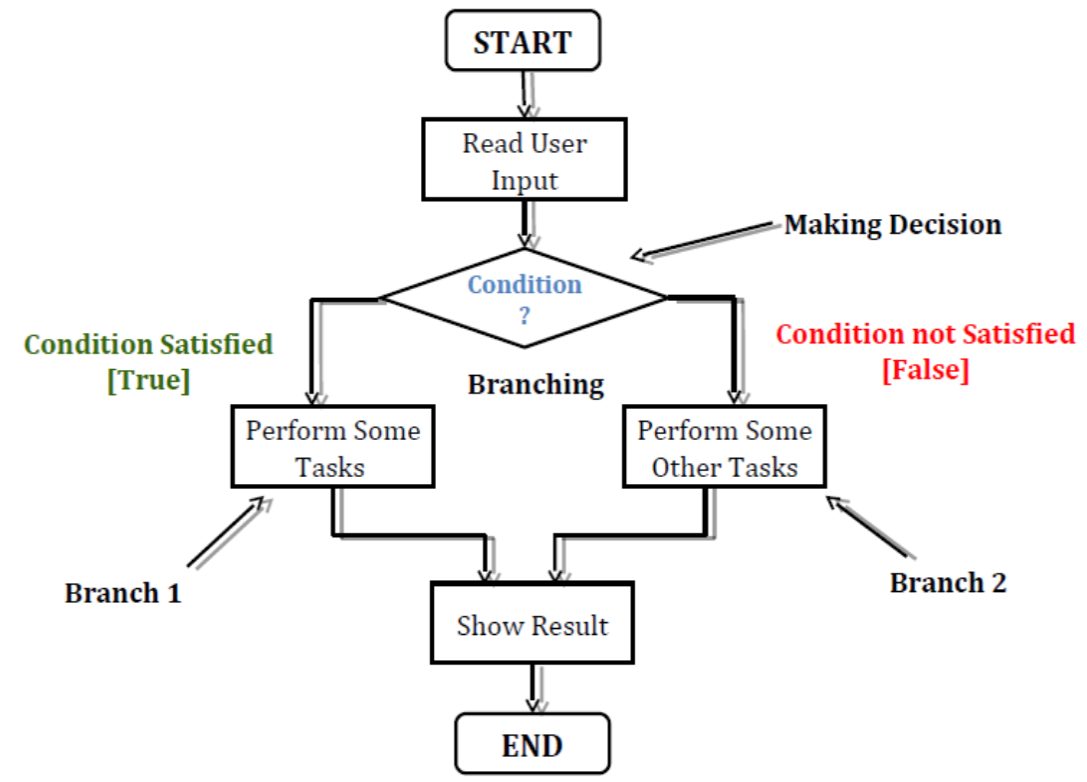 START
Read User
Input
Making Decision
Condition
?
Condition Satisfied
[True]
Condition not Satisfied
[False]
Branching
Perform Some
Tasks
Perform Some
Other Tasks
Branch 1
Branch 2
Show Result
END